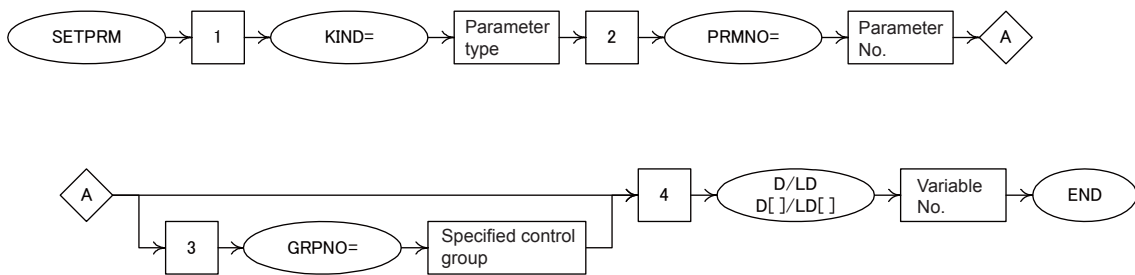 SETPRM 1 KIND= Parameter type 2 PRMNO= Parameter No. A
A 4 D/LD D[ ]/LD[ ] Variable No. END
3 GRPNO= Specified control group